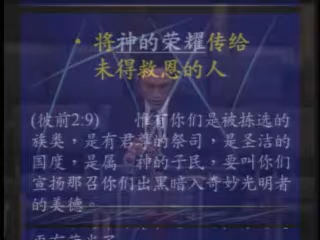 • 将神的荣耀传给
未得救恩的人
(彼前2:9) 惟有你们是被拣选的
族类，是有君尊的祭司，是圣洁的
国度，是属 神的子民，要叫你们
宣扬那召你们出黑暗入奇妙光明者
的美德。